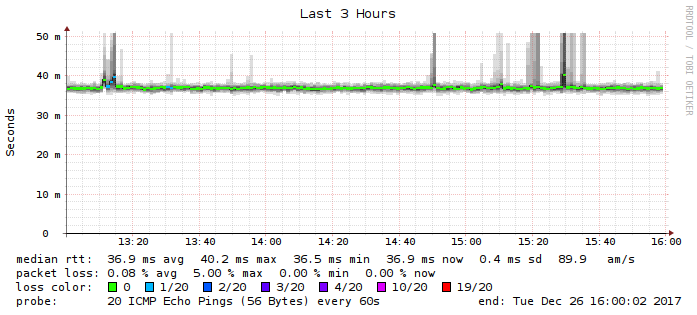 Last 3 Hours
RRDTOOL / TOBI OETIKER
Seconds
50 m
40 m
30 m
20 m
10 m
0
13:20 13:40 14:00 14:20 14:40 15:00 15:20 15:40 16:00
median rtt: 36.9 ms avg 40.2 ms max 36.5 ms min 36.9 ms now 0.4 ms sd 89.9 am/s
packet loss: 0.08 % avg 5.00 % max 0.00 % min 0.00 % now
loss color: 0 1/20 2/20 3/20 4/20 10/20 19/20
probe: 20 ICMP Echo Pings (56 Bytes) every 60s end: Tue Dec 26 16:00:02 2017